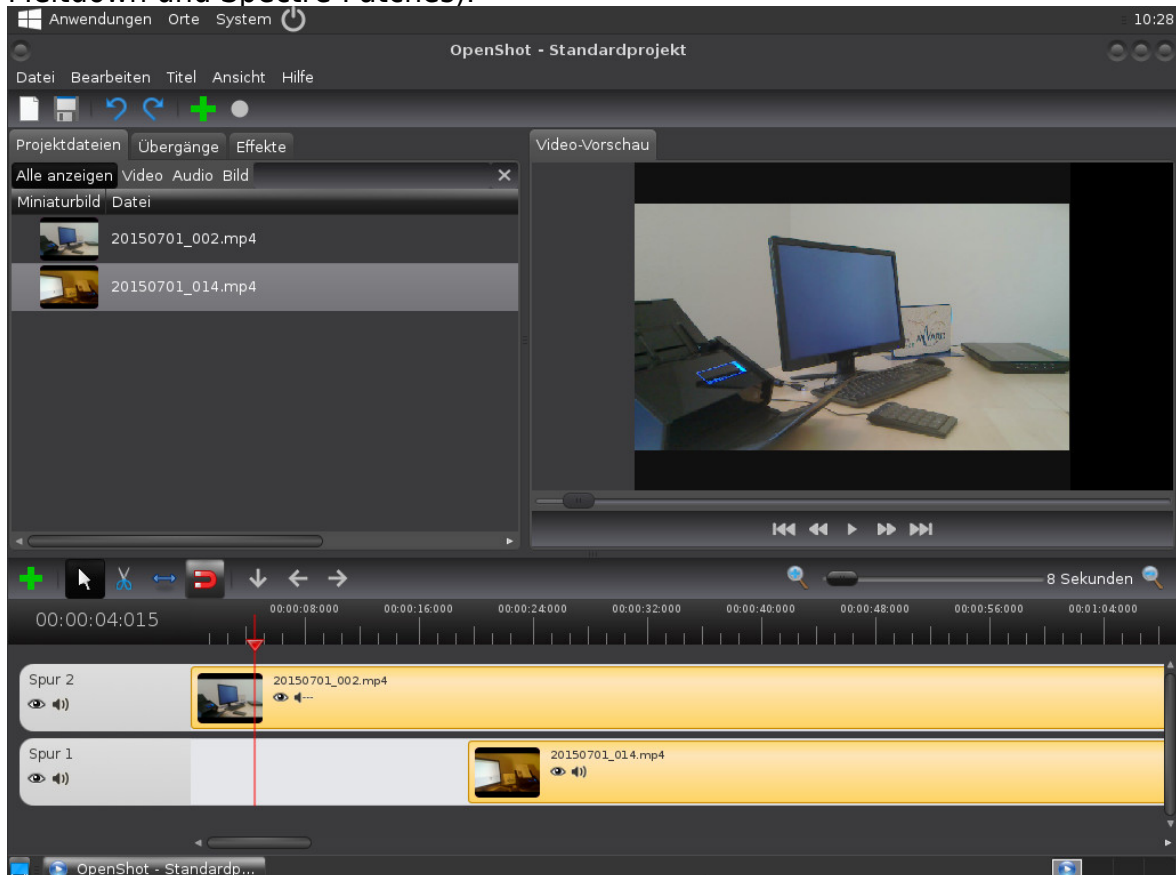 Meltdown and Spectre Patches).
Anwendungen Orte System 10:28
OpenShot - Standardprojekt
Datei Bearbeiten Titel Ansicht Hilfe
Projektdateien Übergänge Effekte
Video-Vorschau
Alle anzeigen Video Audio Bild
Miniaturbild Datei
20150701_002.mp4
20150701_014.mp4
8 Sekunden
00:00:04:015
00:00:08:000 00:00:16:000 00:00:24:000 00:00:32:000 00:00:40:000 00:00:48:000 00:00:56:000 00:01:04:000
Spur 2
20150701_002.mp4
Spur 1
20150701_014.mp4
OpenShot - Standardp...